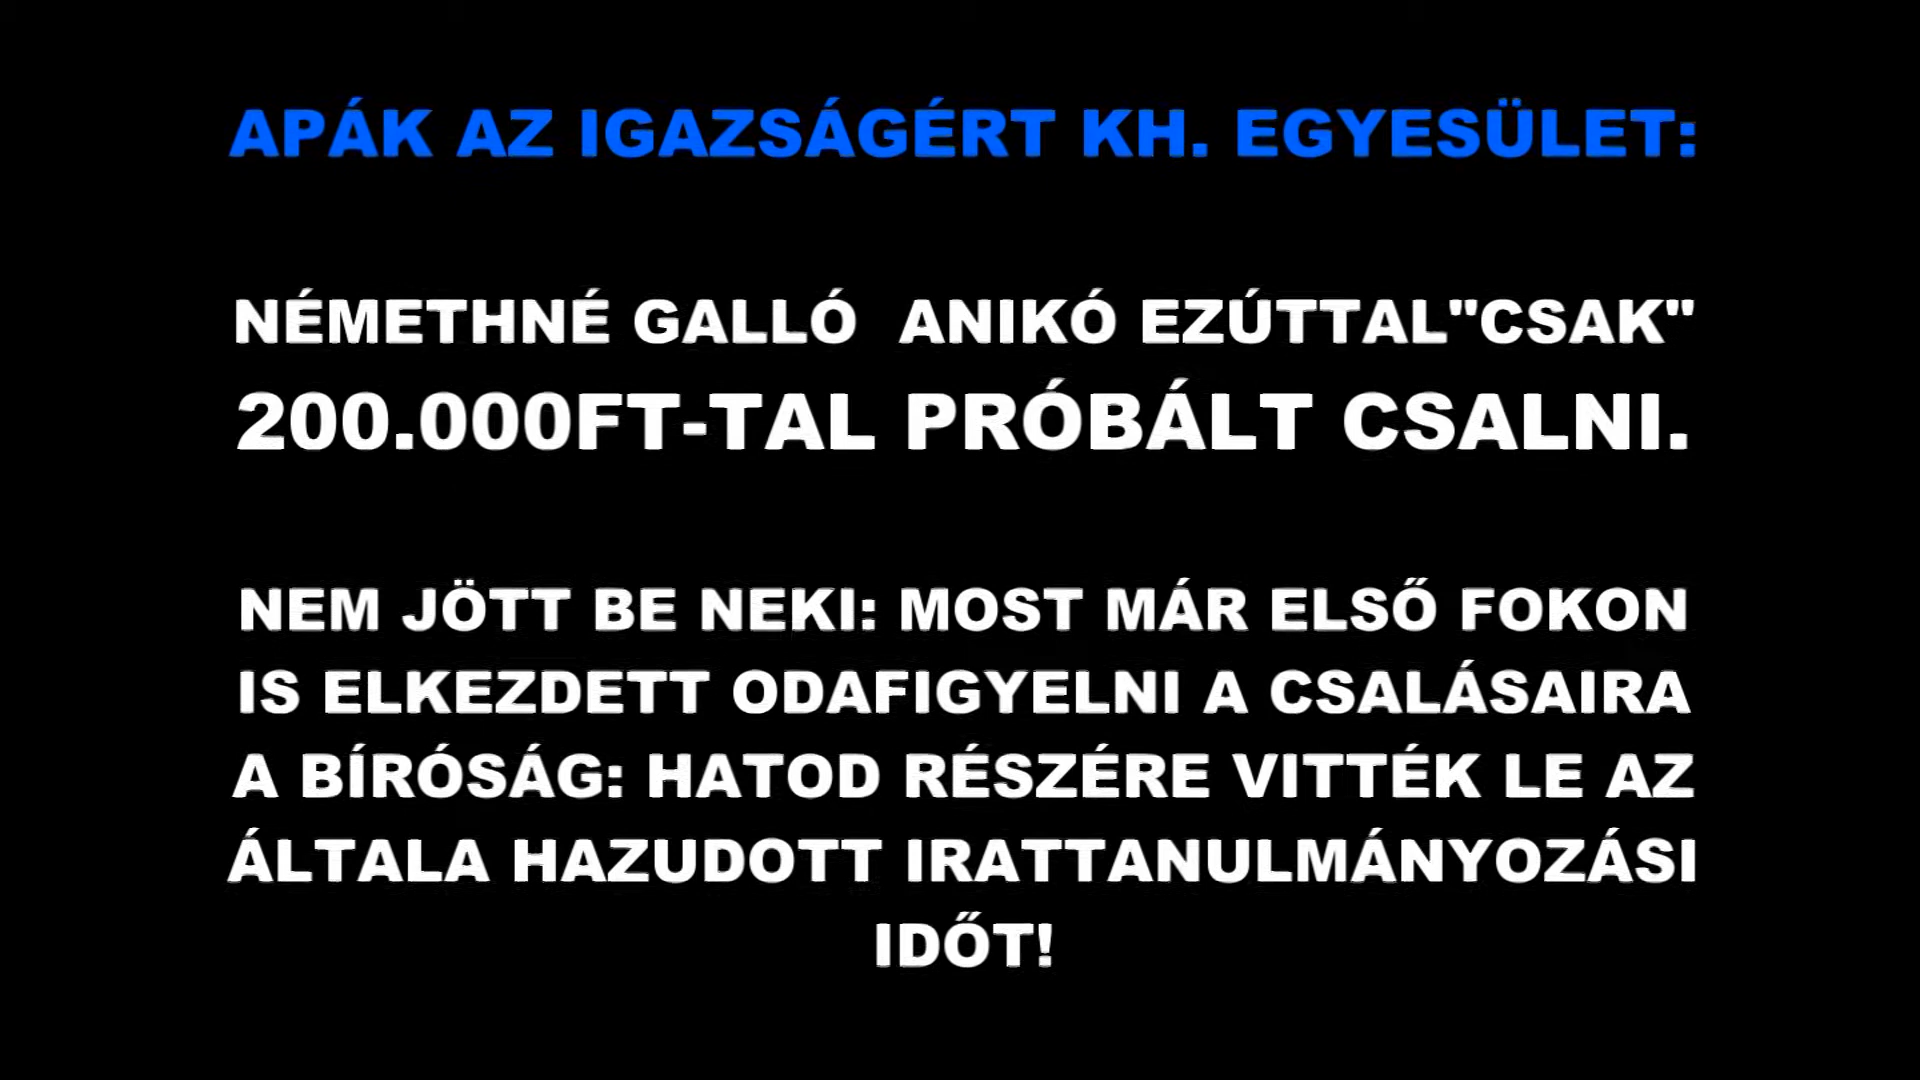 APÁK AZ IGAZSÁGÉRT KH. EGYESÜLET:
NÉMETHNÉ GALLÓ  ANIKÓ EZÚTTAL"CSAK"
200.000FT-TAL PRÓBÁLT CSALNI.
NEM JÖTT BE NEKI: MOST MÁR ELSŐ FOKON
IS ELKEZDETT ODAFIGYELNI A CSALÁSAIRA
A BÍRÓSÁG: HATOD RÉSZÉRE VITTÉK LE AZ
ÁLTALA HAZUDOTT IRATTANULMÁNYOZÁSI
IDŐT!